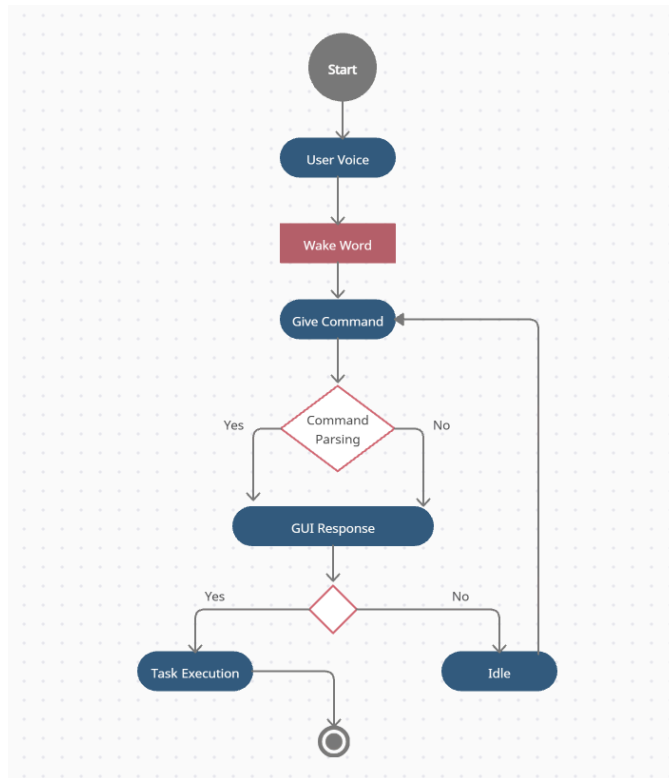 Start
User Voice
Wake Word
Give Command
Command
Parsing
Yes
No
GUI Response
Yes
No
Task Execution
Idle